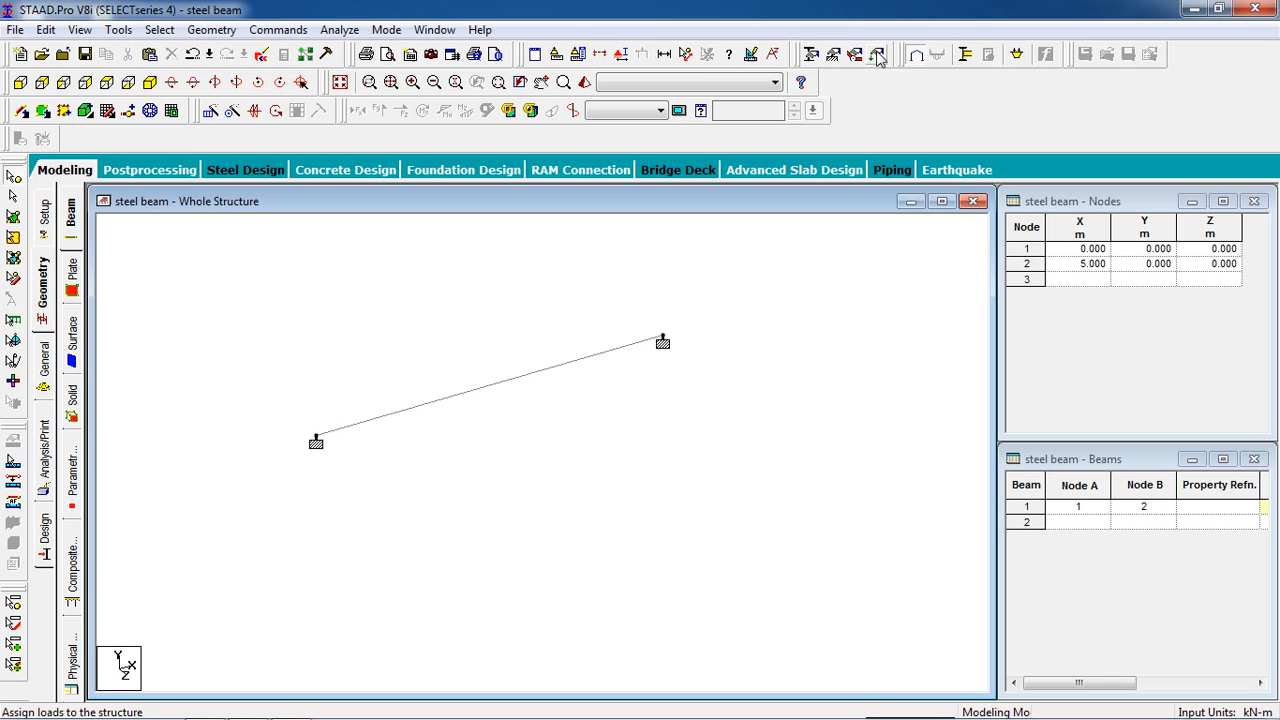 STAAD.Pro V8i (SELECTseries 4) - steel beam
File Edit View Tools Select Geometry Commands Analyze Mode Window Help
Modeling Postprocessing Steel Design Concrete Design Foundation Design RAM Connection Bridge Deck Advanced Slab Design Piping Earthquake
Setup
Geometry
General
Analysis/Print
Design
Beam
Plate
Surface
Solid
Parametr...
Composite...
Physical ...
steel beam - Whole Structure
Y
X
Z
steel beam - Nodes
Node X m Y m Z m
1 0.000 0.000 0.000
2 5.000 0.000 0.000
3
steel beam - Beams
Beam Node A Node B Property Refn.
1 1 2
2
Assign loads to the structure
Modeling Mo
Input Units: kN-m